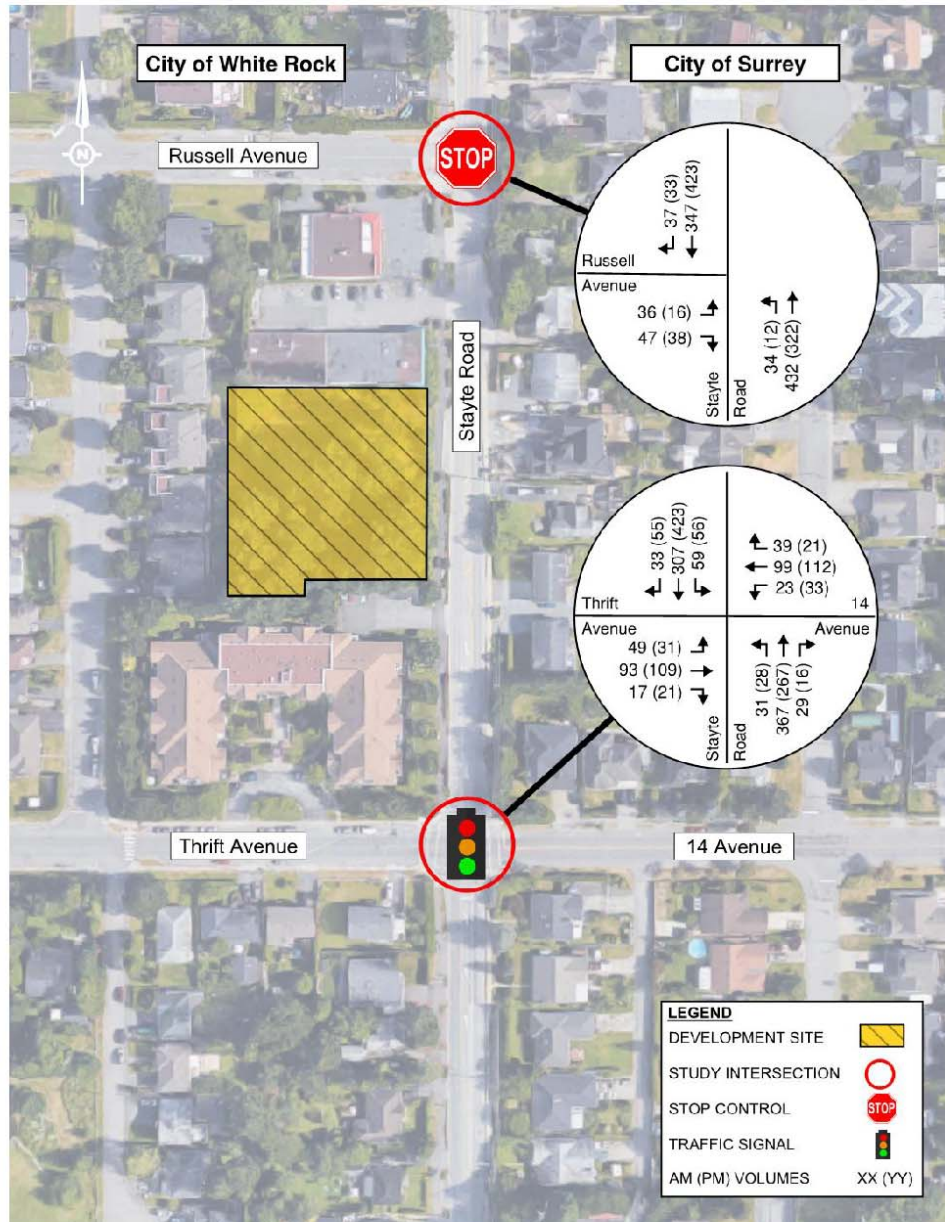 City of White Rock
City of Surrey
N
Russell Avenue
STOP
37 (33)
347 (423)
Russell
Avenue
36 (16)
47 (38)
Stayte
Road
34 (12)
432 (322)
Stayte Road
33 (55)
307 (423)
59 (56)
39 (21)
99 (112)
23 (33)
Thrift
14
Avenue
Avenue
49 (31)
93 (109)
17 (21)
Stayte
Road
31 (28)
367 (267)
29 (16)
Thrift Avenue
14 Avenue
LEGEND
DEVELOPMENT SITE
STUDY INTERSECTION
STOP CONTROL
STOP
TRAFFIC SIGNAL
AM (PM) VOLUMES XX (YY)